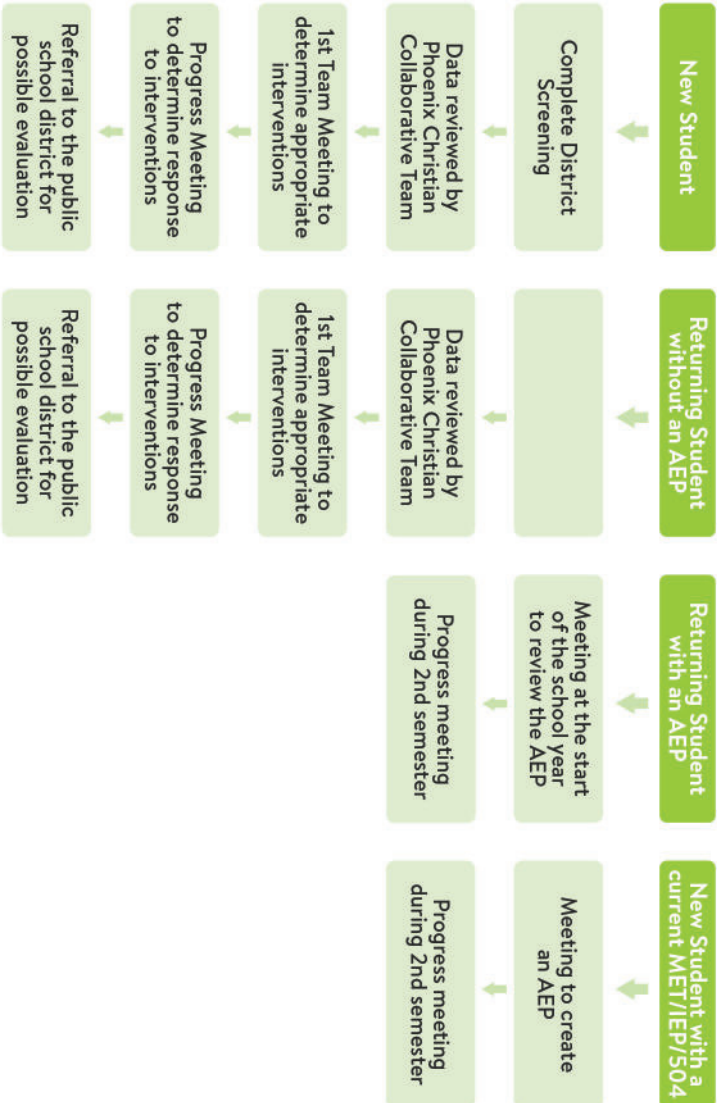 New Student
Complete District
Screening
Data reviewed by
Phoenix Christian
Collaborative Team
1st Team Meeting to
determine appropriate
interventions
Progress Meeting
to determine response
to interventions
Referral to the public
school district for
possible evaluation
Returning Student
without an AEP
Data reviewed by
Phoenix Christian
Collaborative Team
1st Team Meeting to
determine appropriate
interventions
Progress Meeting
to determine response
to interventions
Referral to the public
school district for
possible evaluation
Returning Student
with an AEP
Meeting at the start
of the school year
to review the AEP
Progress meeting
during 2nd semester
New Student with a
current MET/IEP/504
Meeting to create
an AEP
Progress meeting
during 2nd semester